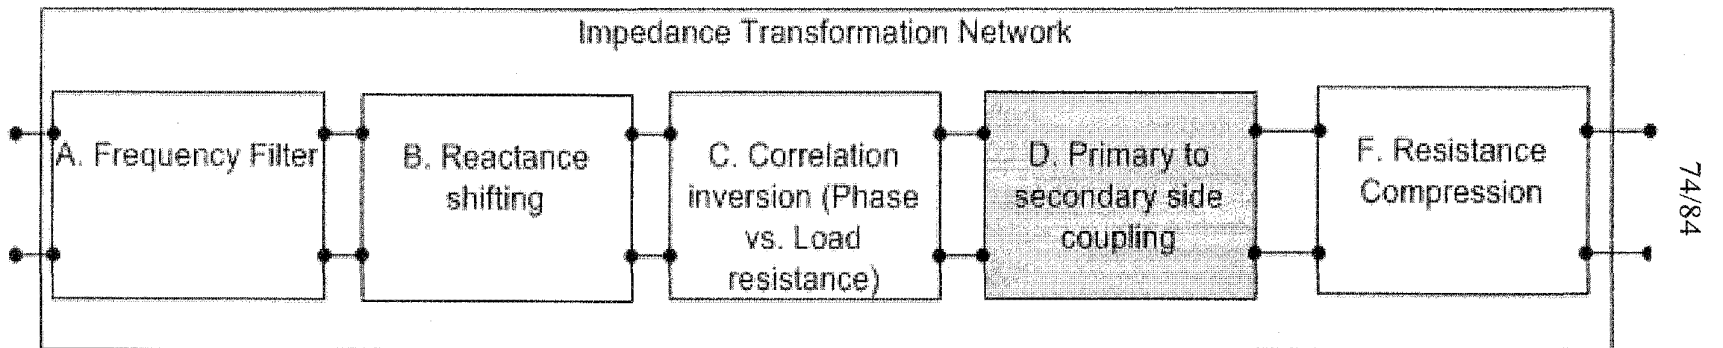 Impedance Transformation Network
A. Frequency Filter
B. Reactance
shifting
C. Correlation
inversion (Phase
vs. Load
resistance)
D. Primary to
secondary side
coupling
F. Resistance
Compression
74/84